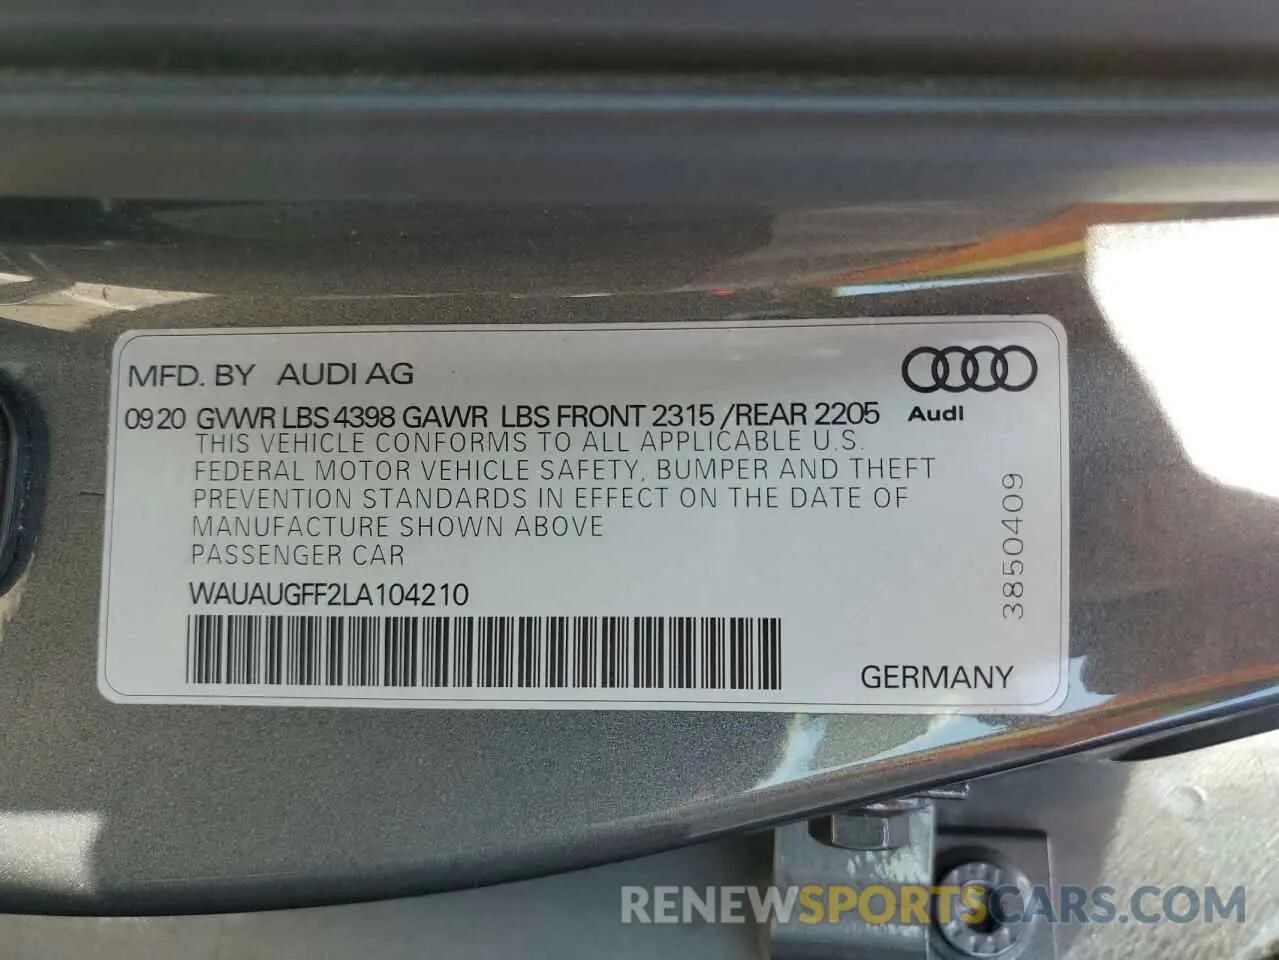 MFD. BY AUDI AG
0920 GVWR LBS 4398 GAWR LBS FRONT 2315 /REAR 2205
Audi
THIS VEHICLE CONFORMS TO ALL APPLICABLE U.S.
FEDERAL MOTOR VEHICLE SAFETY, BUMPER AND THEFT
PREVENTION STANDARDS IN EFFECT ON THE DATE OF
MANUFACTURE SHOWN ABOVE
PASSENGER CAR
WAUAUGFF2LA104210
3850409
GERMANY
RENEWSPORTSCARS.COM